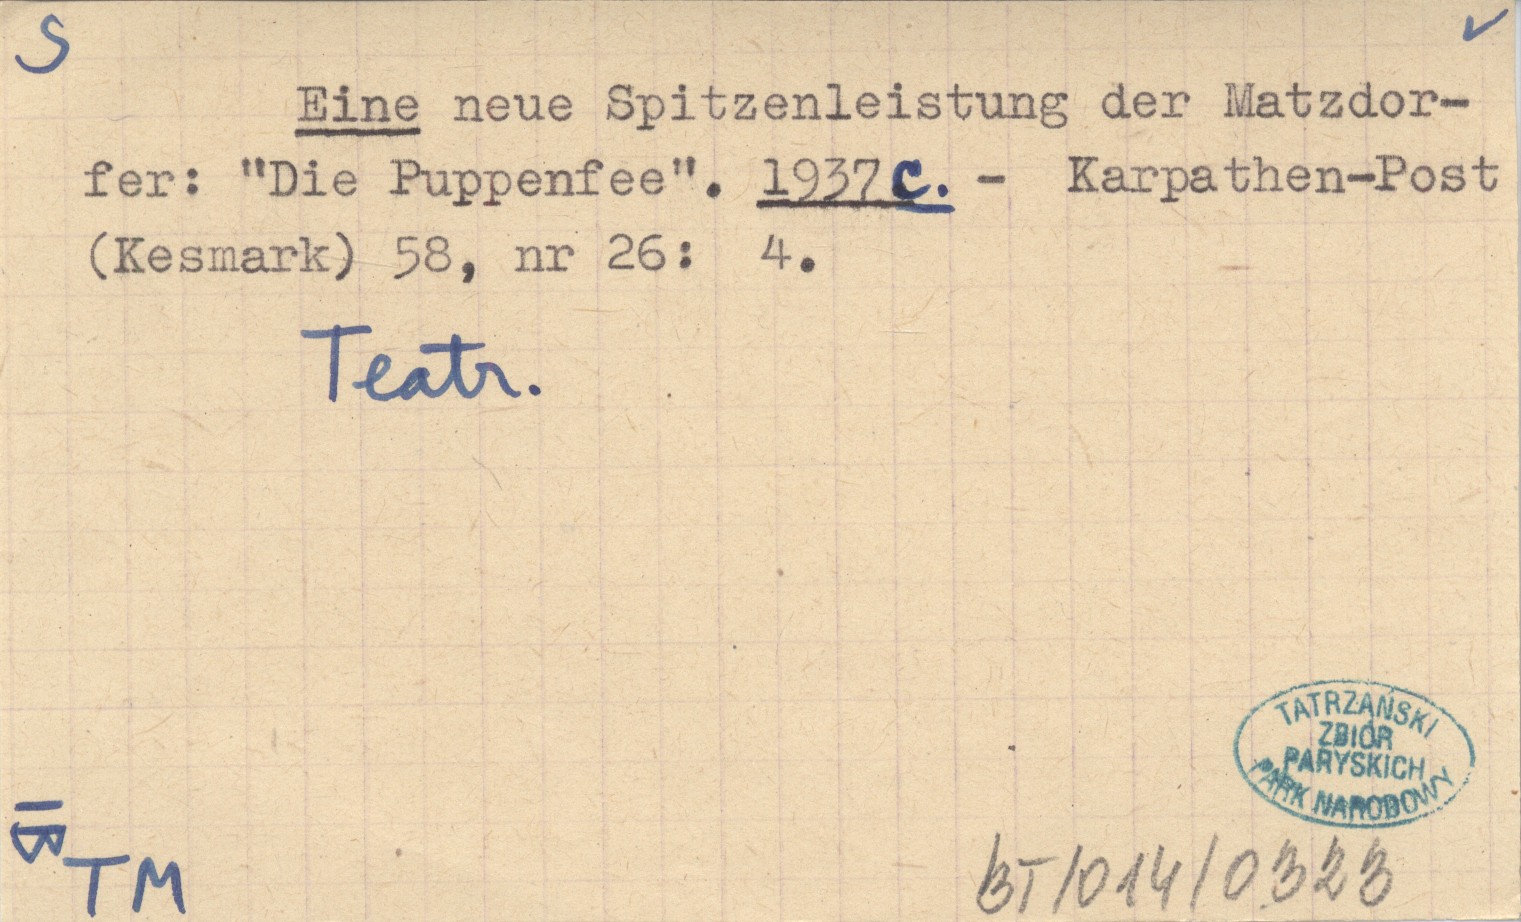 S
Eine neue Spitzenleistung der Matzdor-
fer: "Die Puppenfee". 1937c. - Karpathen-Post
(Kesmark) 58, nr 26: 4.
Teatr.
TATRZAŃSKI
ZBIÓR
PARYSKICH
PARK NARODOWY
TM
BT/014/0323